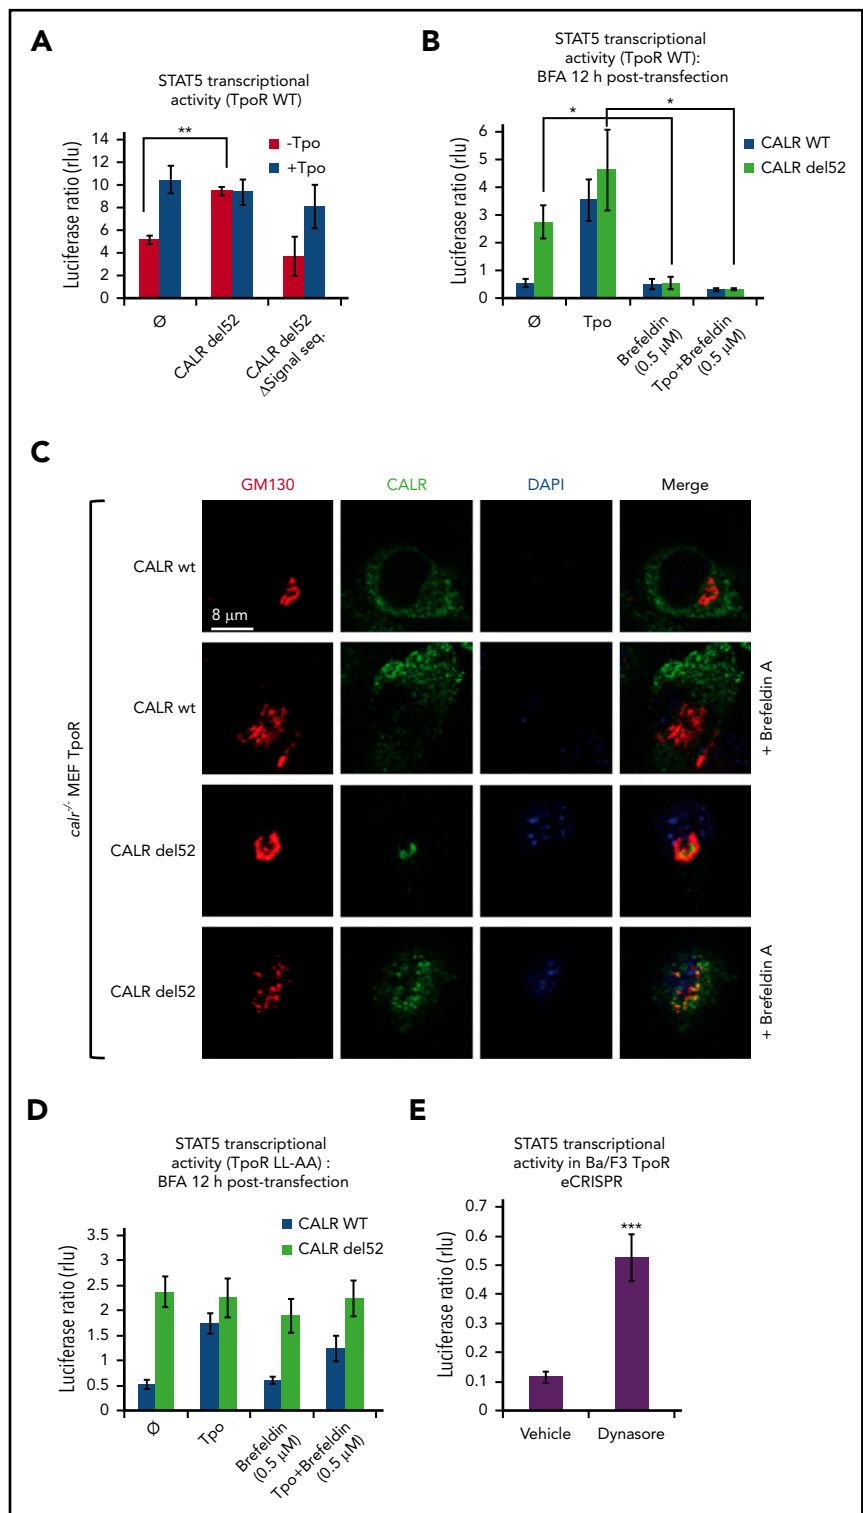 A
STAT5 transcriptional
activity (TpoR WT)
Luciferase ratio (rlu)
14
12
10
8
6
4
2
0
**
-Tpo
+Tpo
Ø
CALR del52
CALR del52
ΔSignal seq.
B
STAT5 transcriptional
activity (TpoR WT):
BFA 12 h post-transfection
Luciferase ratio (rlu)
6
5
4
3
2
1
0
*
*
CALR WT
CALR del52
Ø
Tpo
Brefeldin
(0.5 μM)
Tpo+Brefeldin
(0.5 μM)
C
GM130
CALR
DAPI
Merge
calr-/- MEF TpoR
CALR wt
8 μm
CALR wt
+ Brefeldin A
CALR del52
CALR del52
+ Brefeldin A
D
STAT5 transcriptional
activity (TpoR LL-AA) :
BFA 12 h post-transfection
Luciferase ratio (rlu)
3.5
3
2.5
2
1.5
1
0.5
0
CALR WT
CALR del52
Ø
Tpo
Brefeldin
(0.5 μM)
Tpo+Brefeldin
(0.5 μM)
E
STAT5 transcriptional
activity in Ba/F3 TpoR
eCRISPR
Luciferase ratio (rlu)
0.7
0.6
0.5
0.4
0.3
0.2
0.1
0
***
Vehicle
Dynasore